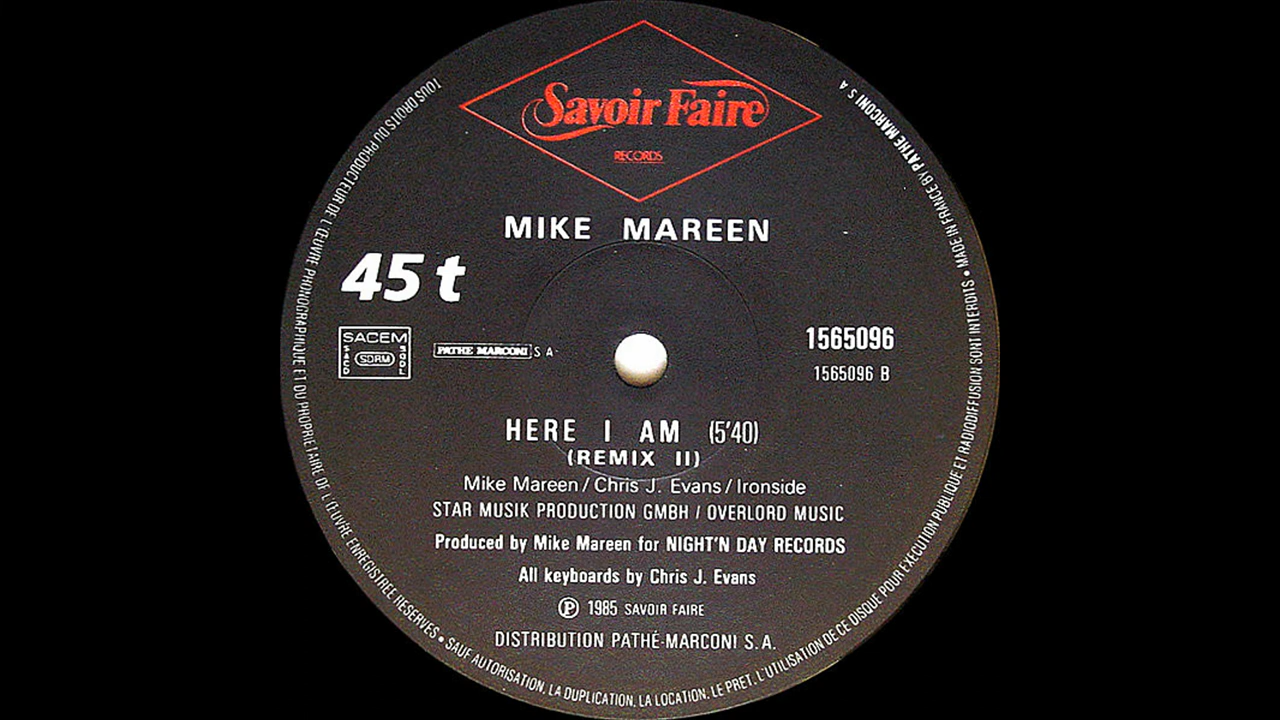 Savoir Faire
RECORDS
MIKE MAREEN
45 t
SACEM
SACD
SDRM
SGDL
PATHE MARCONI S A
1565096
1565096 B
HERE I AM (5'40)
(REMIX II)
Mike Mareen / Chris J. Evans / Ironside
STAR MUSIK PRODUCTION GMBH / OVERLORD MUSIC
Produced by Mike Mareen for NIGHT'N DAY RECORDS
All keyboards by Chris J. Evans
Ⓟ 1985 SAVOIR FAIRE
DISTRIBUTION PATHÉ-MARCONI S.A.
TOUS DROITS DU PRODUCTEUR DE L'ŒUVRE PHONOGRAPHIQUE ET DU PROPRIETAIRE DE L'ŒUVRE ENREGISTREE RESERVES • SAUF AUTORISATION, LA DUPLICATION, LA LOCATION, LE PRET, L'UTILISATION DE CE DISQUE POUR EXECUTION PUBLIQUE ET RADIODIFFUSION SONT INTERDITS • MADE IN FRANCE BY PATHE MARCONI S A